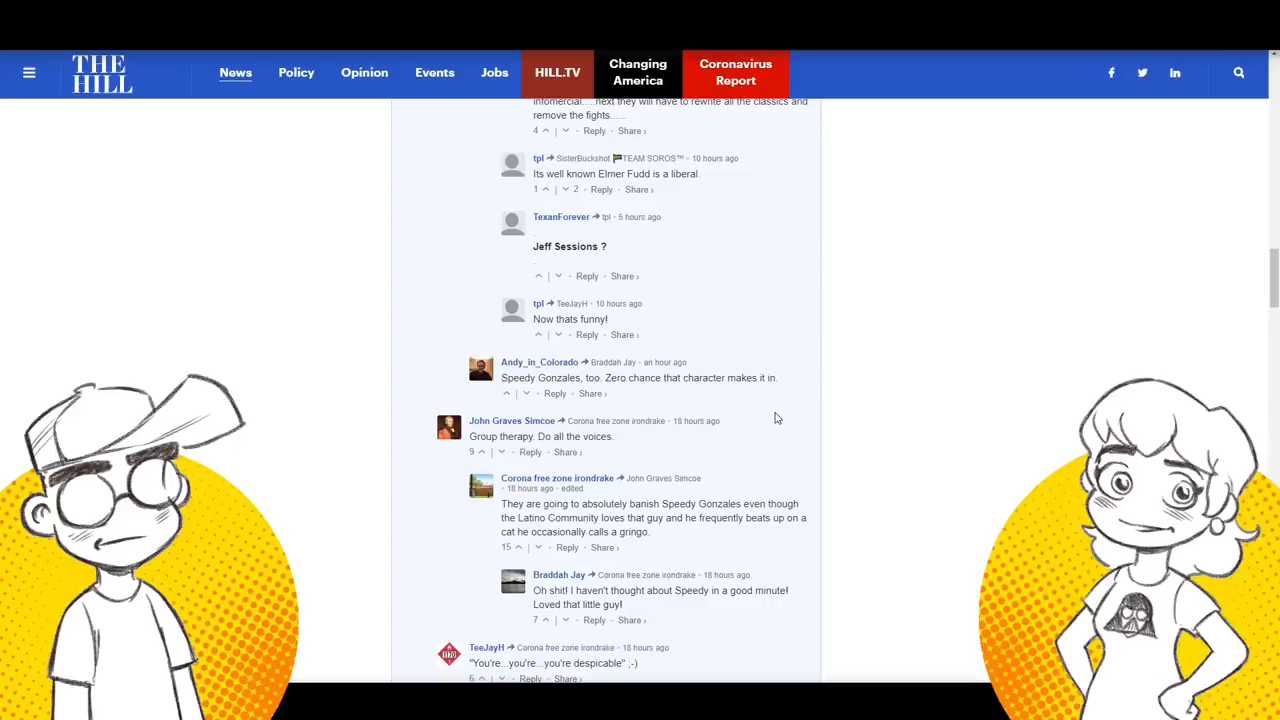 THE
HILL
News
Policy
Opinion
Events
Jobs
HILL.TV
Changing
America
Coronavirus
Report
infomercial.....next they will have to rewrite all the classics and
remove the fights......
4 Reply Share ›
tpl SisterBuckshot TEAM SOROS™ • 10 hours ago
Its well known Elmer Fudd is a liberal.
1 | 2 • Reply • Share ›
TexanForever tpl • 5 hours ago
.
Jeff Sessions ?
.
| • Reply • Share ›
tpl TeeJayH • 10 hours ago
Now thats funny!
| • Reply • Share ›
Andy_in_Colorado Braddah Jay • an hour ago
Speedy Gonzales, too. Zero chance that character makes it in.
| • Reply • Share ›
John Graves Simcoe Corona free zone irondrake • 18 hours ago
Group therapy. Do all the voices.
9 | • Reply • Share ›
Corona free zone irondrake John Graves Simcoe
• 18 hours ago • edited
They are going to absolutely banish Speedy Gonzales even though
the Latino Community loves that guy and he frequently beats up on a
cat he occasionally calls a gringo.
15 | • Reply • Share ›
Braddah Jay Corona free zone irondrake • 18 hours ago
Oh shit! I haven't thought about Speedy in a good minute!
Loved that little guy!
7 | • Reply • Share ›
TeeJayH Corona free zone irondrake • 18 hours ago
"You're...you're...you're despicable" ;-)
6 | • Reply • Share ›